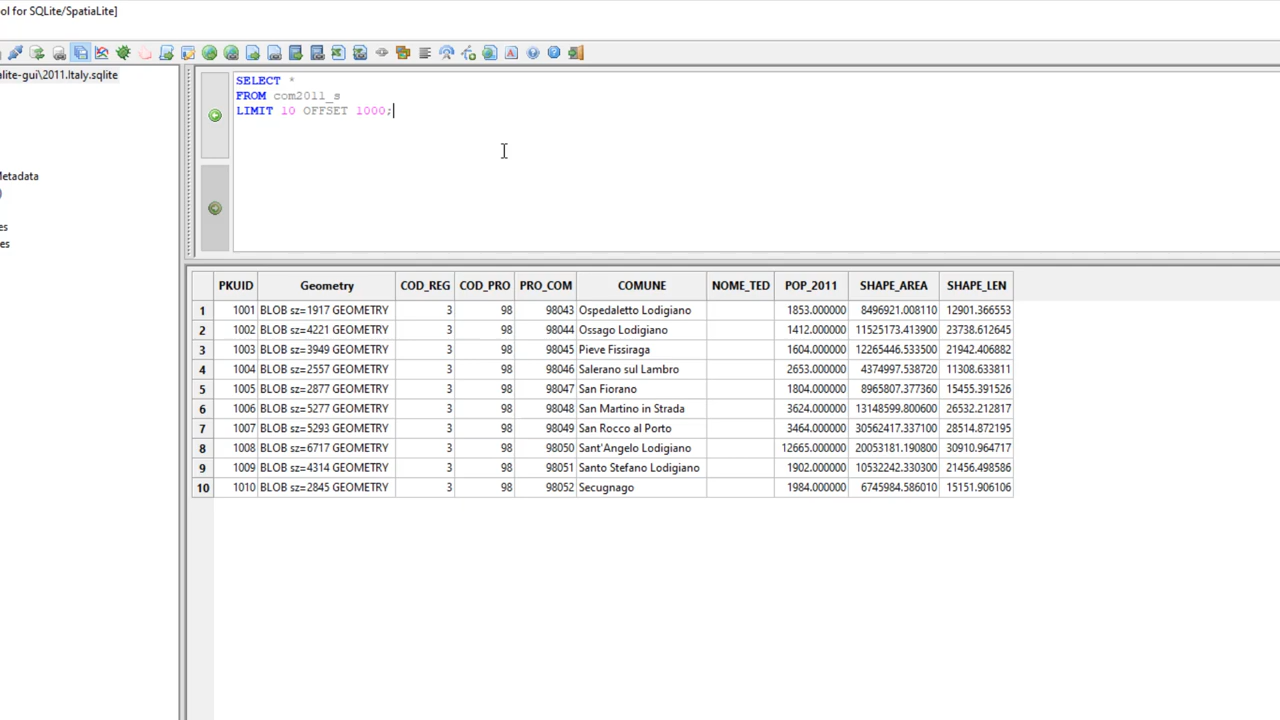 ol for SQLite/SpatiaLite]
alite-gui\2011.Italy.sqlite
Metadata
)
es
es
SELECT *
FROM com2011_s
LIMIT 10 OFFSET 1000;
PKUID Geometry COD_REG COD_PRO PRO_COM COMUNE NOME_TED POP_2011 SHAPE_AREA SHAPE_LEN
1 1001 BLOB sz=1917 GEOMETRY 3 98 98043 Ospedaletto Lodigiano 1853.000000 8496921.008110 12901.366553
2 1002 BLOB sz=4221 GEOMETRY 3 98 98044 Ossago Lodigiano 1412.000000 11525173.413900 23738.612645
3 1003 BLOB sz=3949 GEOMETRY 3 98 98045 Pieve Fissiraga 1604.000000 12265446.533500 21942.406882
4 1004 BLOB sz=2557 GEOMETRY 3 98 98046 Salerano sul Lambro 2653.000000 4374997.538720 11308.633811
5 1005 BLOB sz=2877 GEOMETRY 3 98 98047 San Fiorano 1804.000000 8965807.377360 15455.391526
6 1006 BLOB sz=5277 GEOMETRY 3 98 98048 San Martino in Strada 3624.000000 13148599.800600 26532.212817
7 1007 BLOB sz=5293 GEOMETRY 3 98 98049 San Rocco al Porto 3464.000000 30562417.337100 28514.872195
8 1008 BLOB sz=6717 GEOMETRY 3 98 98050 Sant'Angelo Lodigiano 12665.000000 20053181.190800 30910.964717
9 1009 BLOB sz=4314 GEOMETRY 3 98 98051 Santo Stefano Lodigiano 1902.000000 10532242.330300 21456.498586
10 1010 BLOB sz=2845 GEOMETRY 3 98 98052 Secugnago 1984.000000 6745984.586010 15151.906106